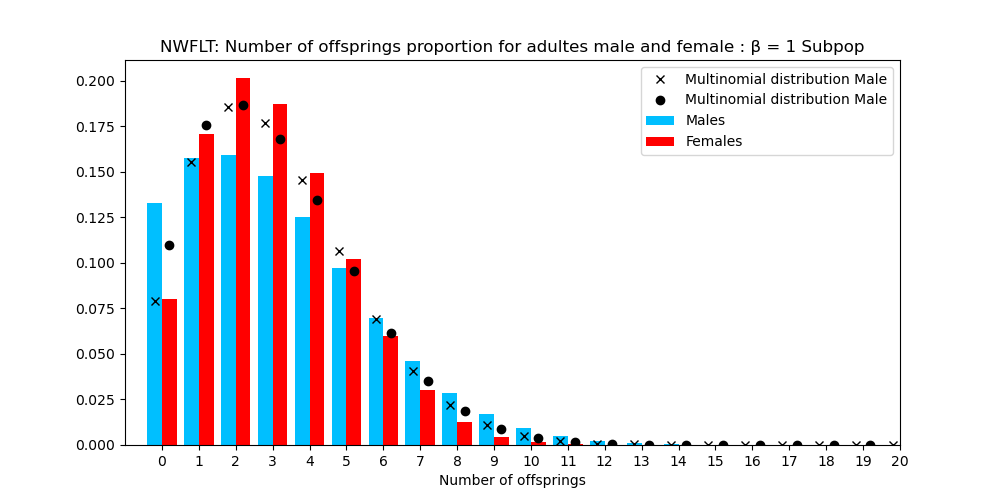 NWFLT: Number of offsprings proportion for adultes male and female : β = 1 Subpop
Multinomial distribution Male
Multinomial distribution Male
Males
Females
0.200
0.175
0.150
0.125
0.100
0.075
0.050
0.025
0.000
0 1 2 3 4 5 6 7 8 9 10 11 12 13 14 15 16 17 18 19 20
Number of offsprings